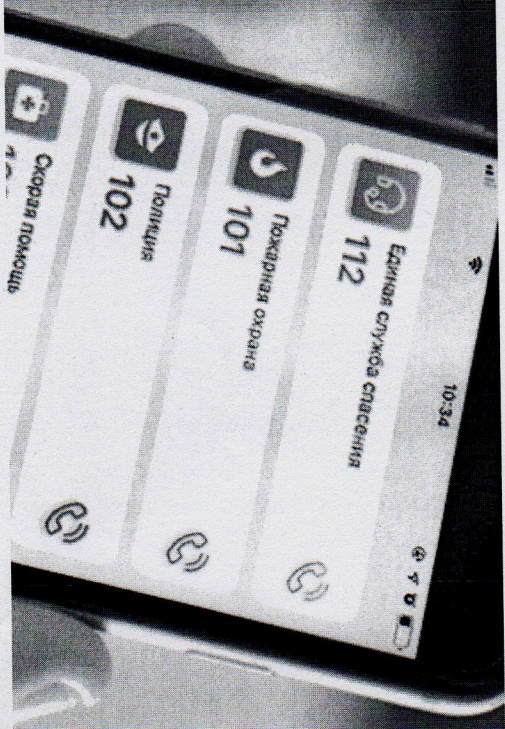 10:34
Единая служба спасения
112
Пожарная охрана
101
Полиция
102
Скорая помощь